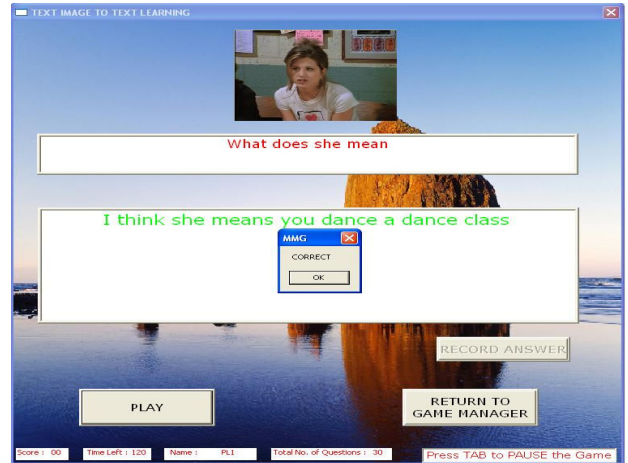 TEXT IMAGE TO TEXT LEARNING
What does she mean
I think she means you dance a dance class
MMG
CORRECT
OK
RECORD ANSWER
PLAY
RETURN TO
GAME MANAGER
Score : 00 Time Left : 120 Name : PL1 Total No. of Questions : 30 Press TAB to PAUSE the Game